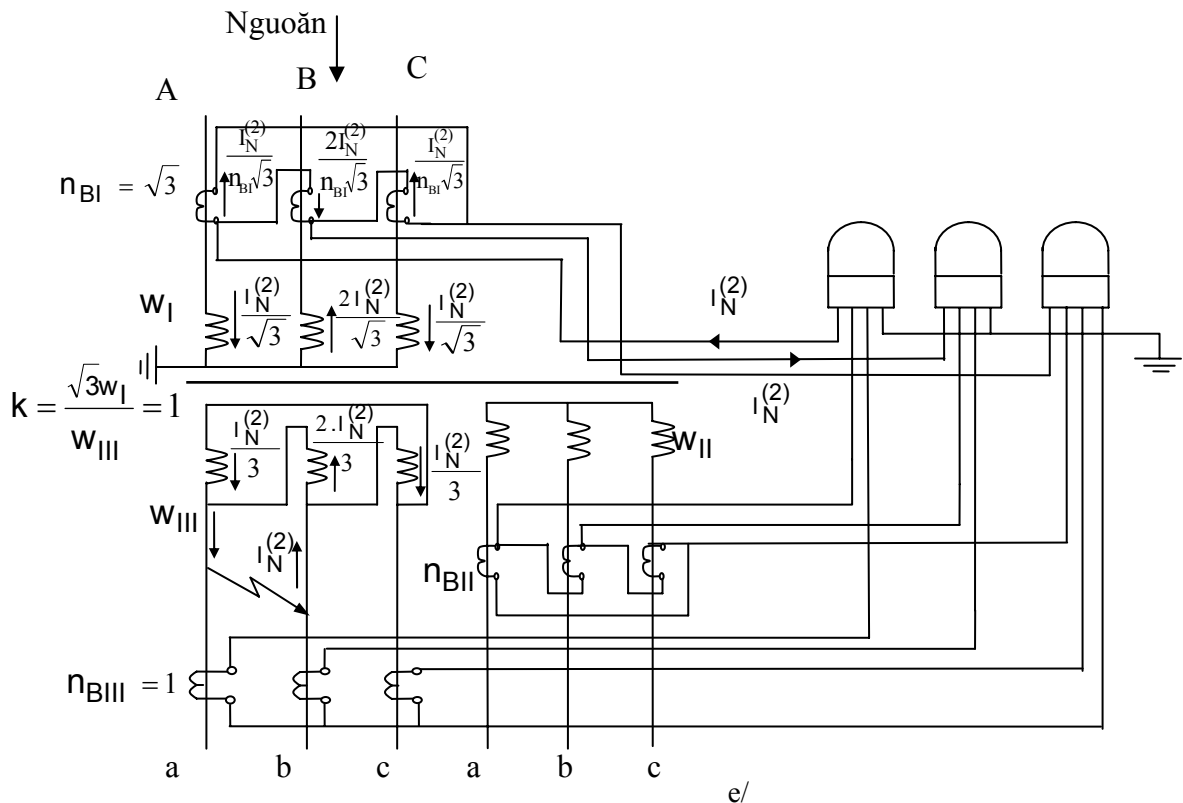 Nguoăn
A B C
I_N^(2) / n_BI√3
2I_N^(2) / n_BI√3
I_N^(2) / n_BI√3
n_BI = √3
w_I
I_N^(2) / √3
2I_N^(2) / √3
I_N^(2) / √3
I_N^(2)
I_N^(2)
k = √3w_I / w_III = 1
I_N^(2) / 3
2.I_N^(2) / 3
I_N^(2) / 3
w_II
w_III
I_N^(2)
n_BII
n_BIII = 1
a b c a b c
e/